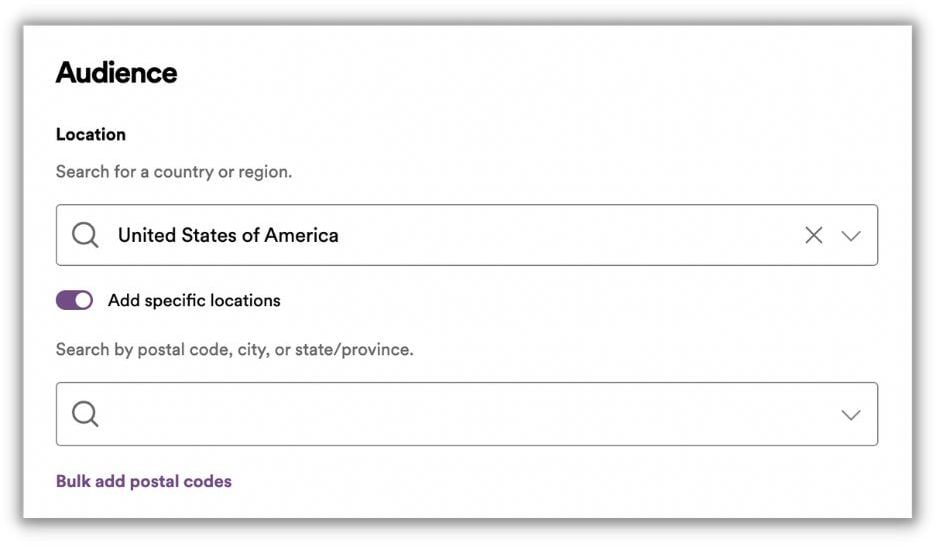 Audience
Location
Search for a country or region.
United States of America
Add specific locations
Search by postal code, city, or state/province.
Bulk add postal codes